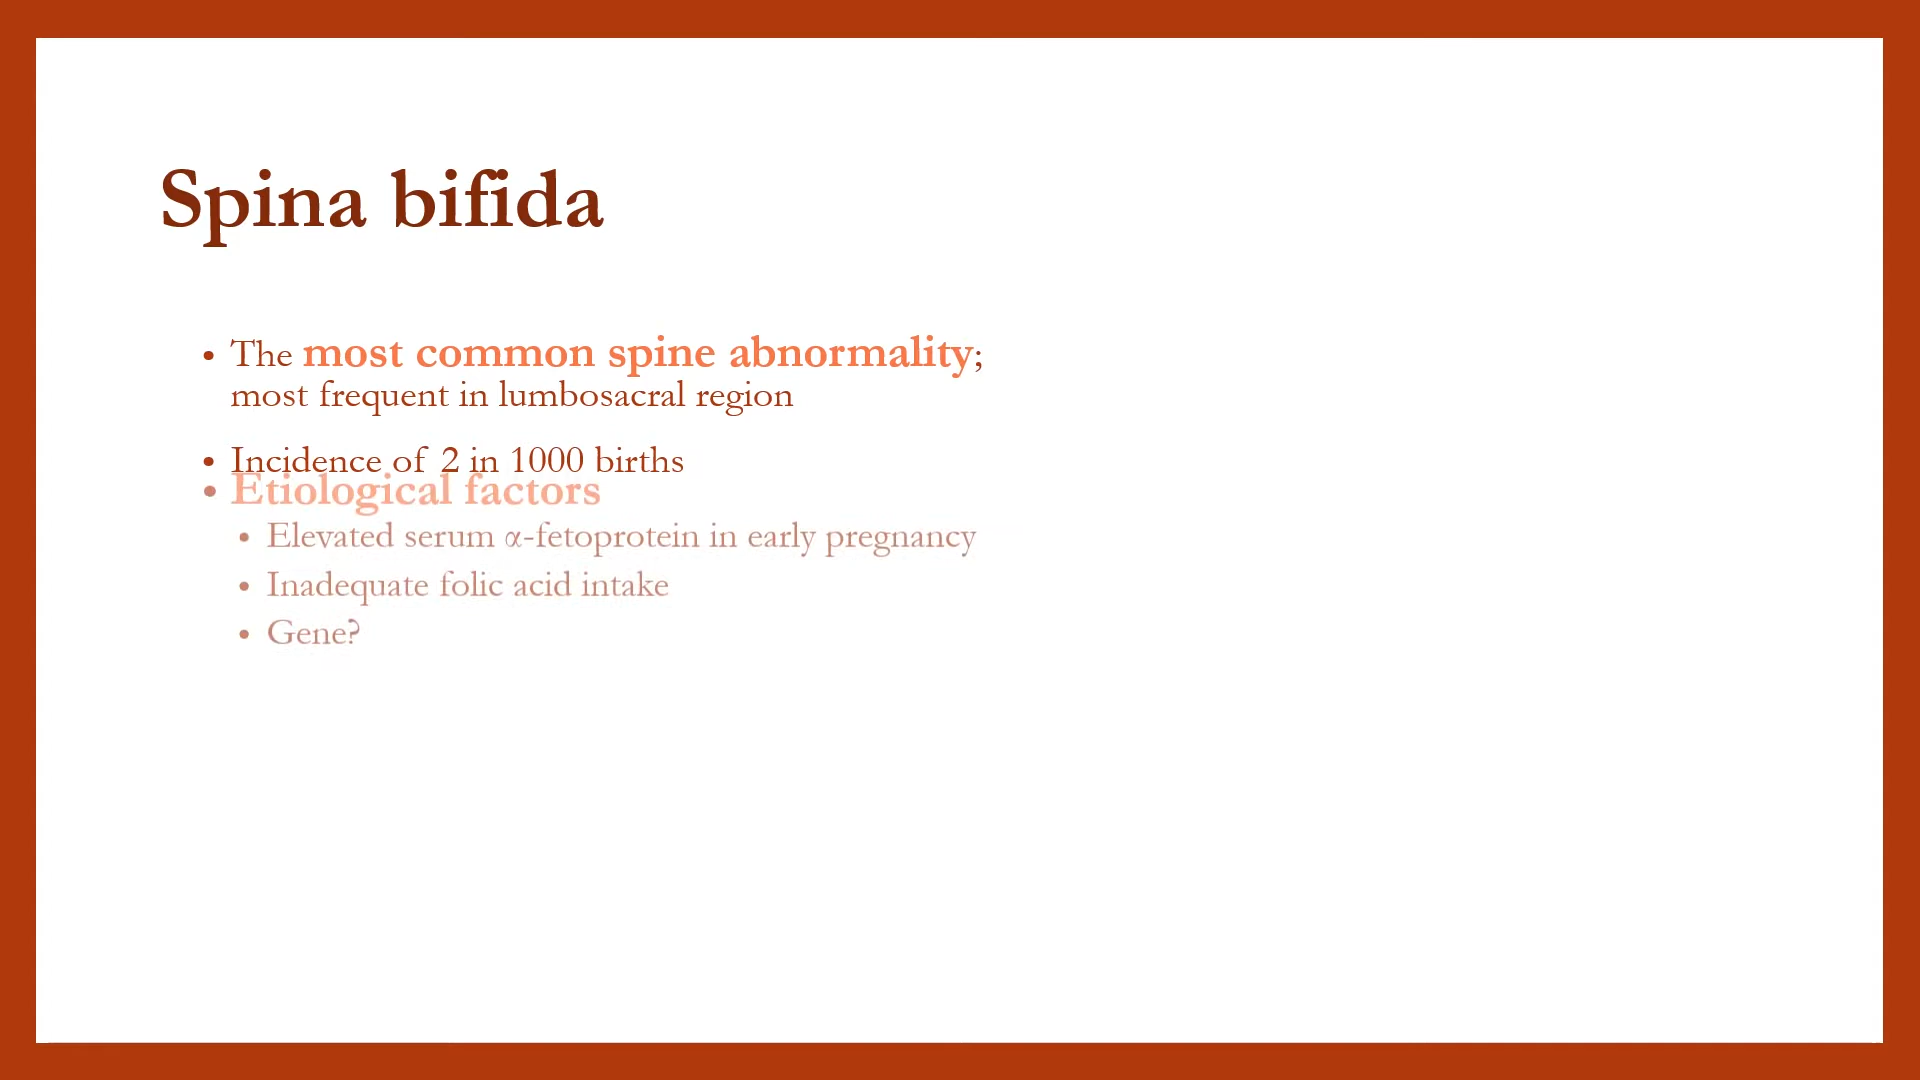 Spina bifida
• The most common spine abnormality;
most frequent in lumbosacral region
• Incidence of 2 in 1000 births
• Etiological factors
• Elevated serum α-fetoprotein in early pregnancy
• Inadequate folic acid intake
• Gene?